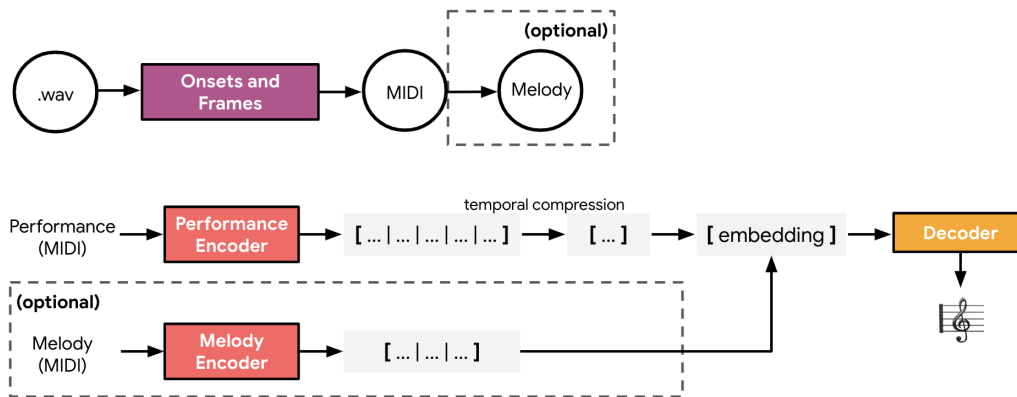 (optional)
.wav
Onsets and
Frames
MIDI
Melody
temporal compression
Performance
(MIDI)
Performance
Encoder
[ ... | ... | ... | ... | ... ]
[ ... ]
[ embedding ]
Decoder
(optional)
Melody
(MIDI)
Melody
Encoder
[ ... | ... | ... ]